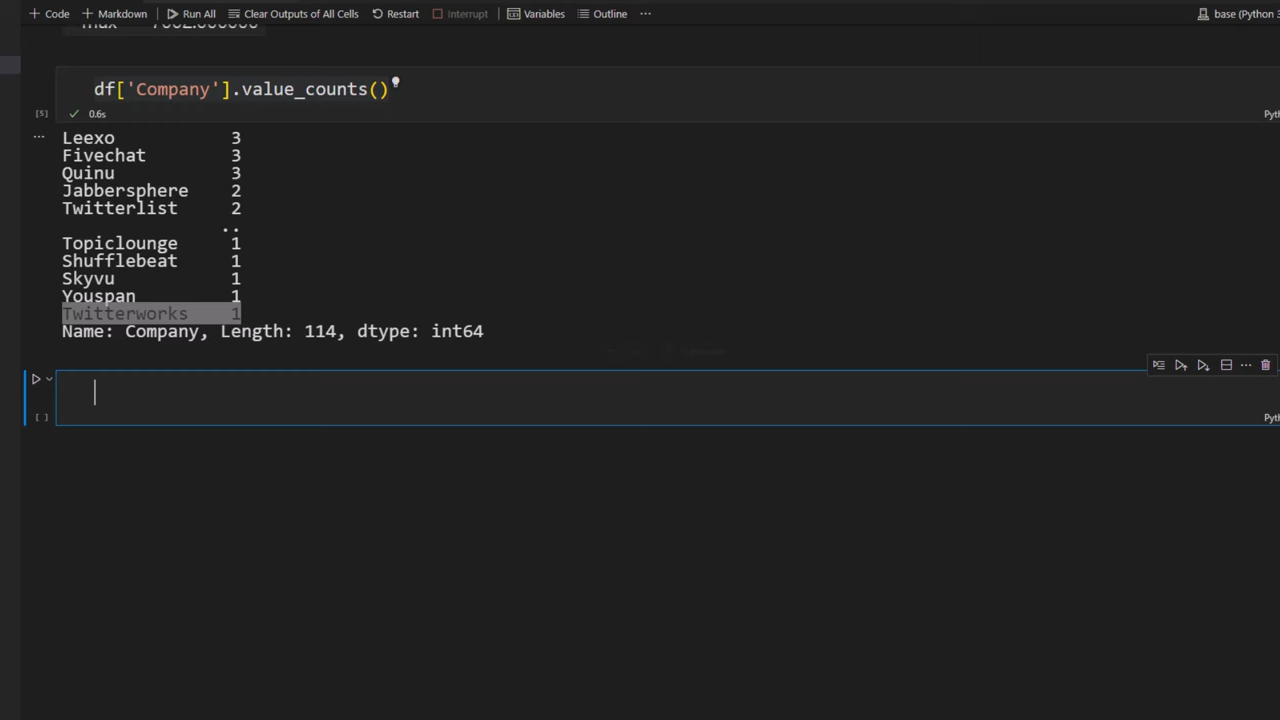 Code Markdown Run All Clear Outputs of All Cells Restart Interrupt Variables Outline ... base (Python 3
df['Company'].value_counts()
[5] 0.6s
Pyth
...
Leexo 3
Fivechat 3
Quinu 3
Jabbersphere 2
Twitterlist 2
..
Topiclounge 1
Shufflebeat 1
Skyvu 1
Youspan 1
Twitterworks 1
Name: Company, Length: 114, dtype: int64
[ ]
Pyth